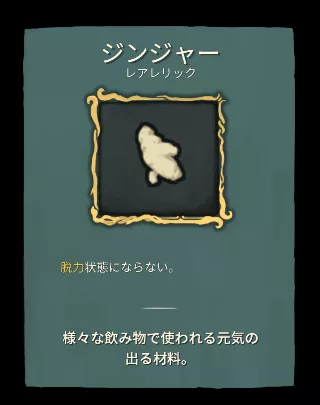 ジンジャー
レアレリック
脱力状態にならない。
様々な飲み物で使われる元気の
出る材料。